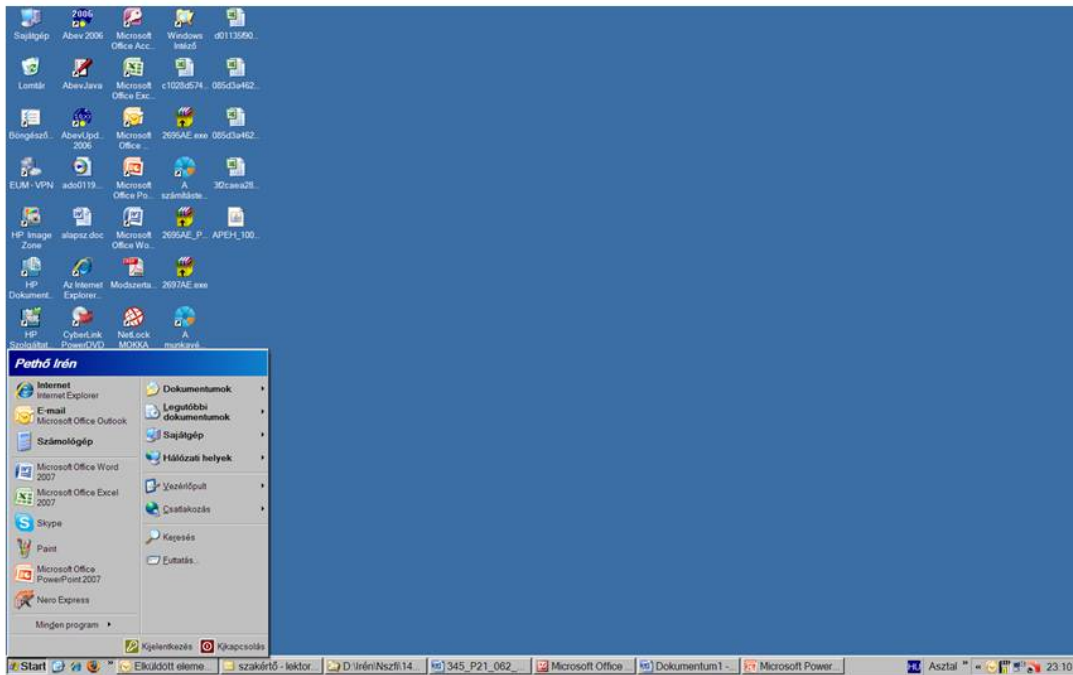 Sajátgép
Abev 2006
Microsoft Office Acc...
Windows Intéző
d01135f90...
Lomtár
AbevJava
Microsoft Office Exc...
c1028d574...
085d3a462...
Böngésző...
AbevUpd... 2006
Microsoft Office ...
2695AE.exe
085d3a462...
EUM - VPN
ado0119...
Microsoft Office Po...
A számításte...
3f2caea28...
HP Image Zone
alapsz.doc
Microsoft Office Wo...
2695AE_P...
APEH_100...
HP Dokument...
Az Internet Explorer...
Modszerta...
2697AE.exe
HP Szolgáltat...
CyberLink PowerDVD
NetLock MOKKA
A munkavé...
Pethő Irén
Internet
Internet Explorer
E-mail
Microsoft Office Outlook
Számológép
Microsoft Office Word
2007
Microsoft Office Excel
2007
Skype
Paint
Microsoft Office
PowerPoint 2007
Nero Express
Minden program
Dokumentumok
Legutóbbi
dokumentumok
Sajátgép
Hálózati helyek
Vezérlőpult
Csatlakozás
Keresés
Futtatás...
Kijelentkezés
Kikapcsolás
Start
Elküldött eleme...
szakértő - lektor...
D:\Irén\Nszfi\14...
345_P21_062_...
Microsoft Office ...
Dokumentum1 -...
Microsoft Power...
HU
Asztal
23:10